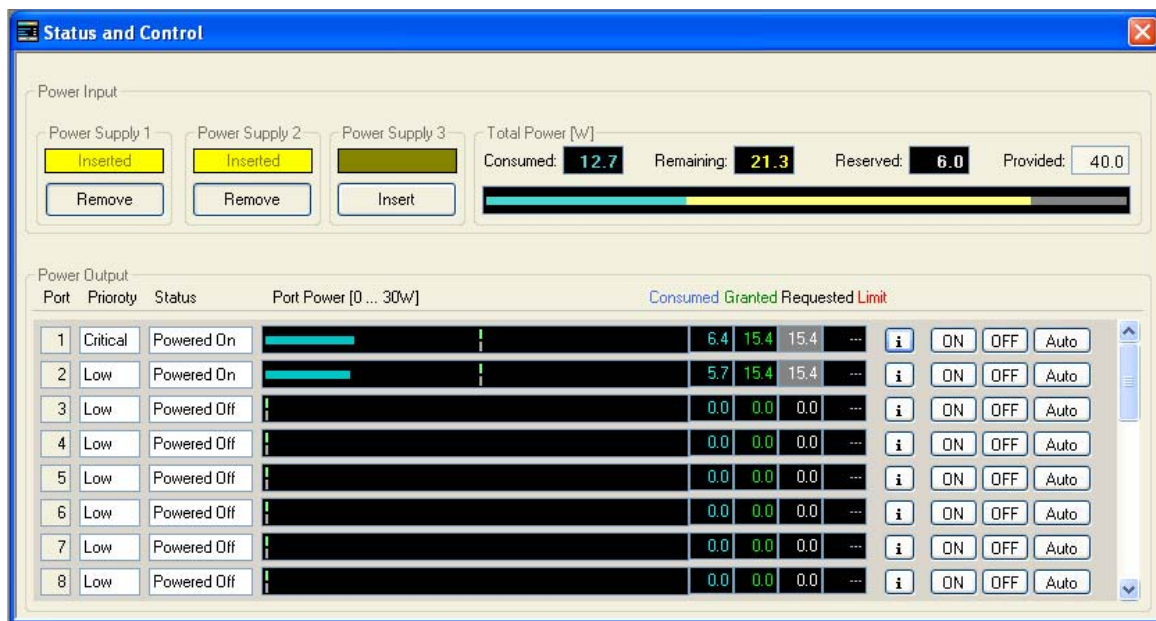 Status and Control
Power Input
Power Supply 1 Power Supply 2 Power Supply 3 Total Power [W]
Inserted Inserted Consumed: 12.7 Remaining: 21.3 Reserved: 6.0 Provided: 40.0
Remove Remove Insert
Power Output
Port Prioroty Status Port Power [0 ... 30W] Consumed Granted Requested Limit
1 Critical Powered On 6.4 15.4 15.4 --- i ON OFF Auto
2 Low Powered On 5.7 15.4 15.4 --- i ON OFF Auto
3 Low Powered Off 0.0 0.0 0.0 --- i ON OFF Auto
4 Low Powered Off 0.0 0.0 0.0 --- i ON OFF Auto
5 Low Powered Off 0.0 0.0 0.0 --- i ON OFF Auto
6 Low Powered Off 0.0 0.0 0.0 --- i ON OFF Auto
7 Low Powered Off 0.0 0.0 0.0 --- i ON OFF Auto
8 Low Powered Off 0.0 0.0 0.0 --- i ON OFF Auto